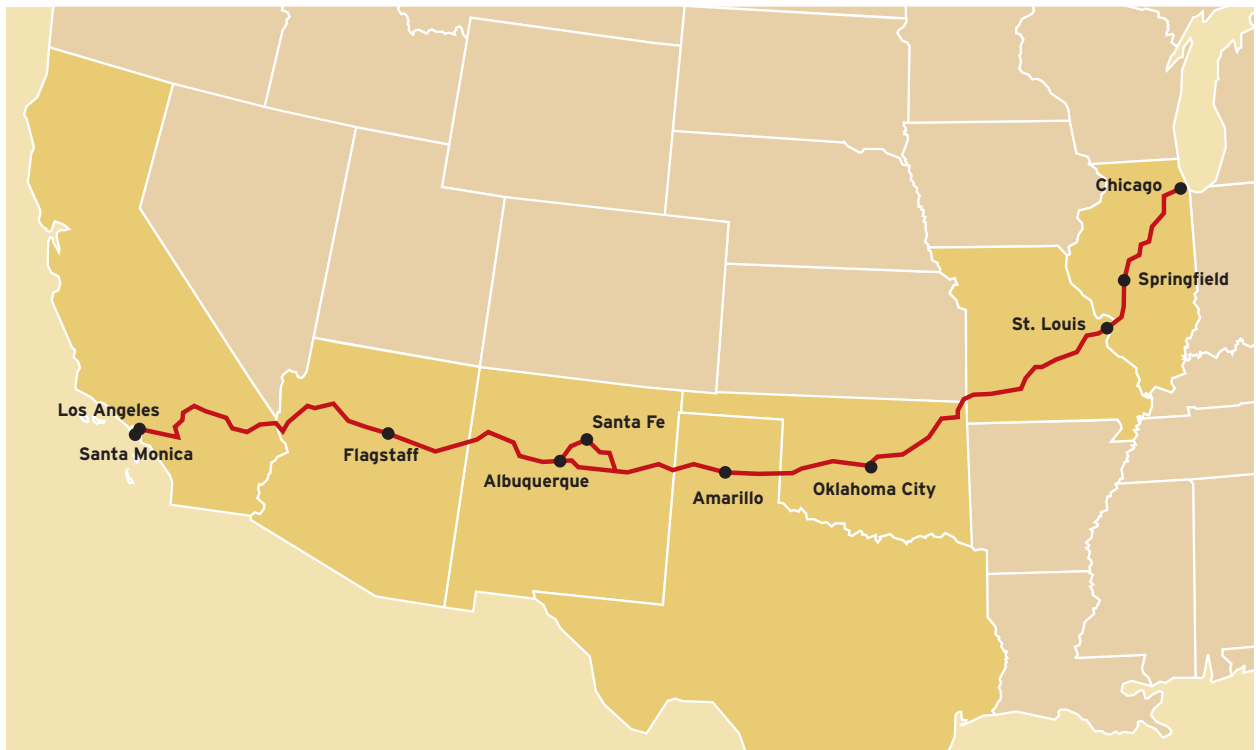 Chicago
Springfield
St. Louis
Los Angeles
Santa Fe
Santa Monica
Flagstaff
Albuquerque
Amarillo
Oklahoma City